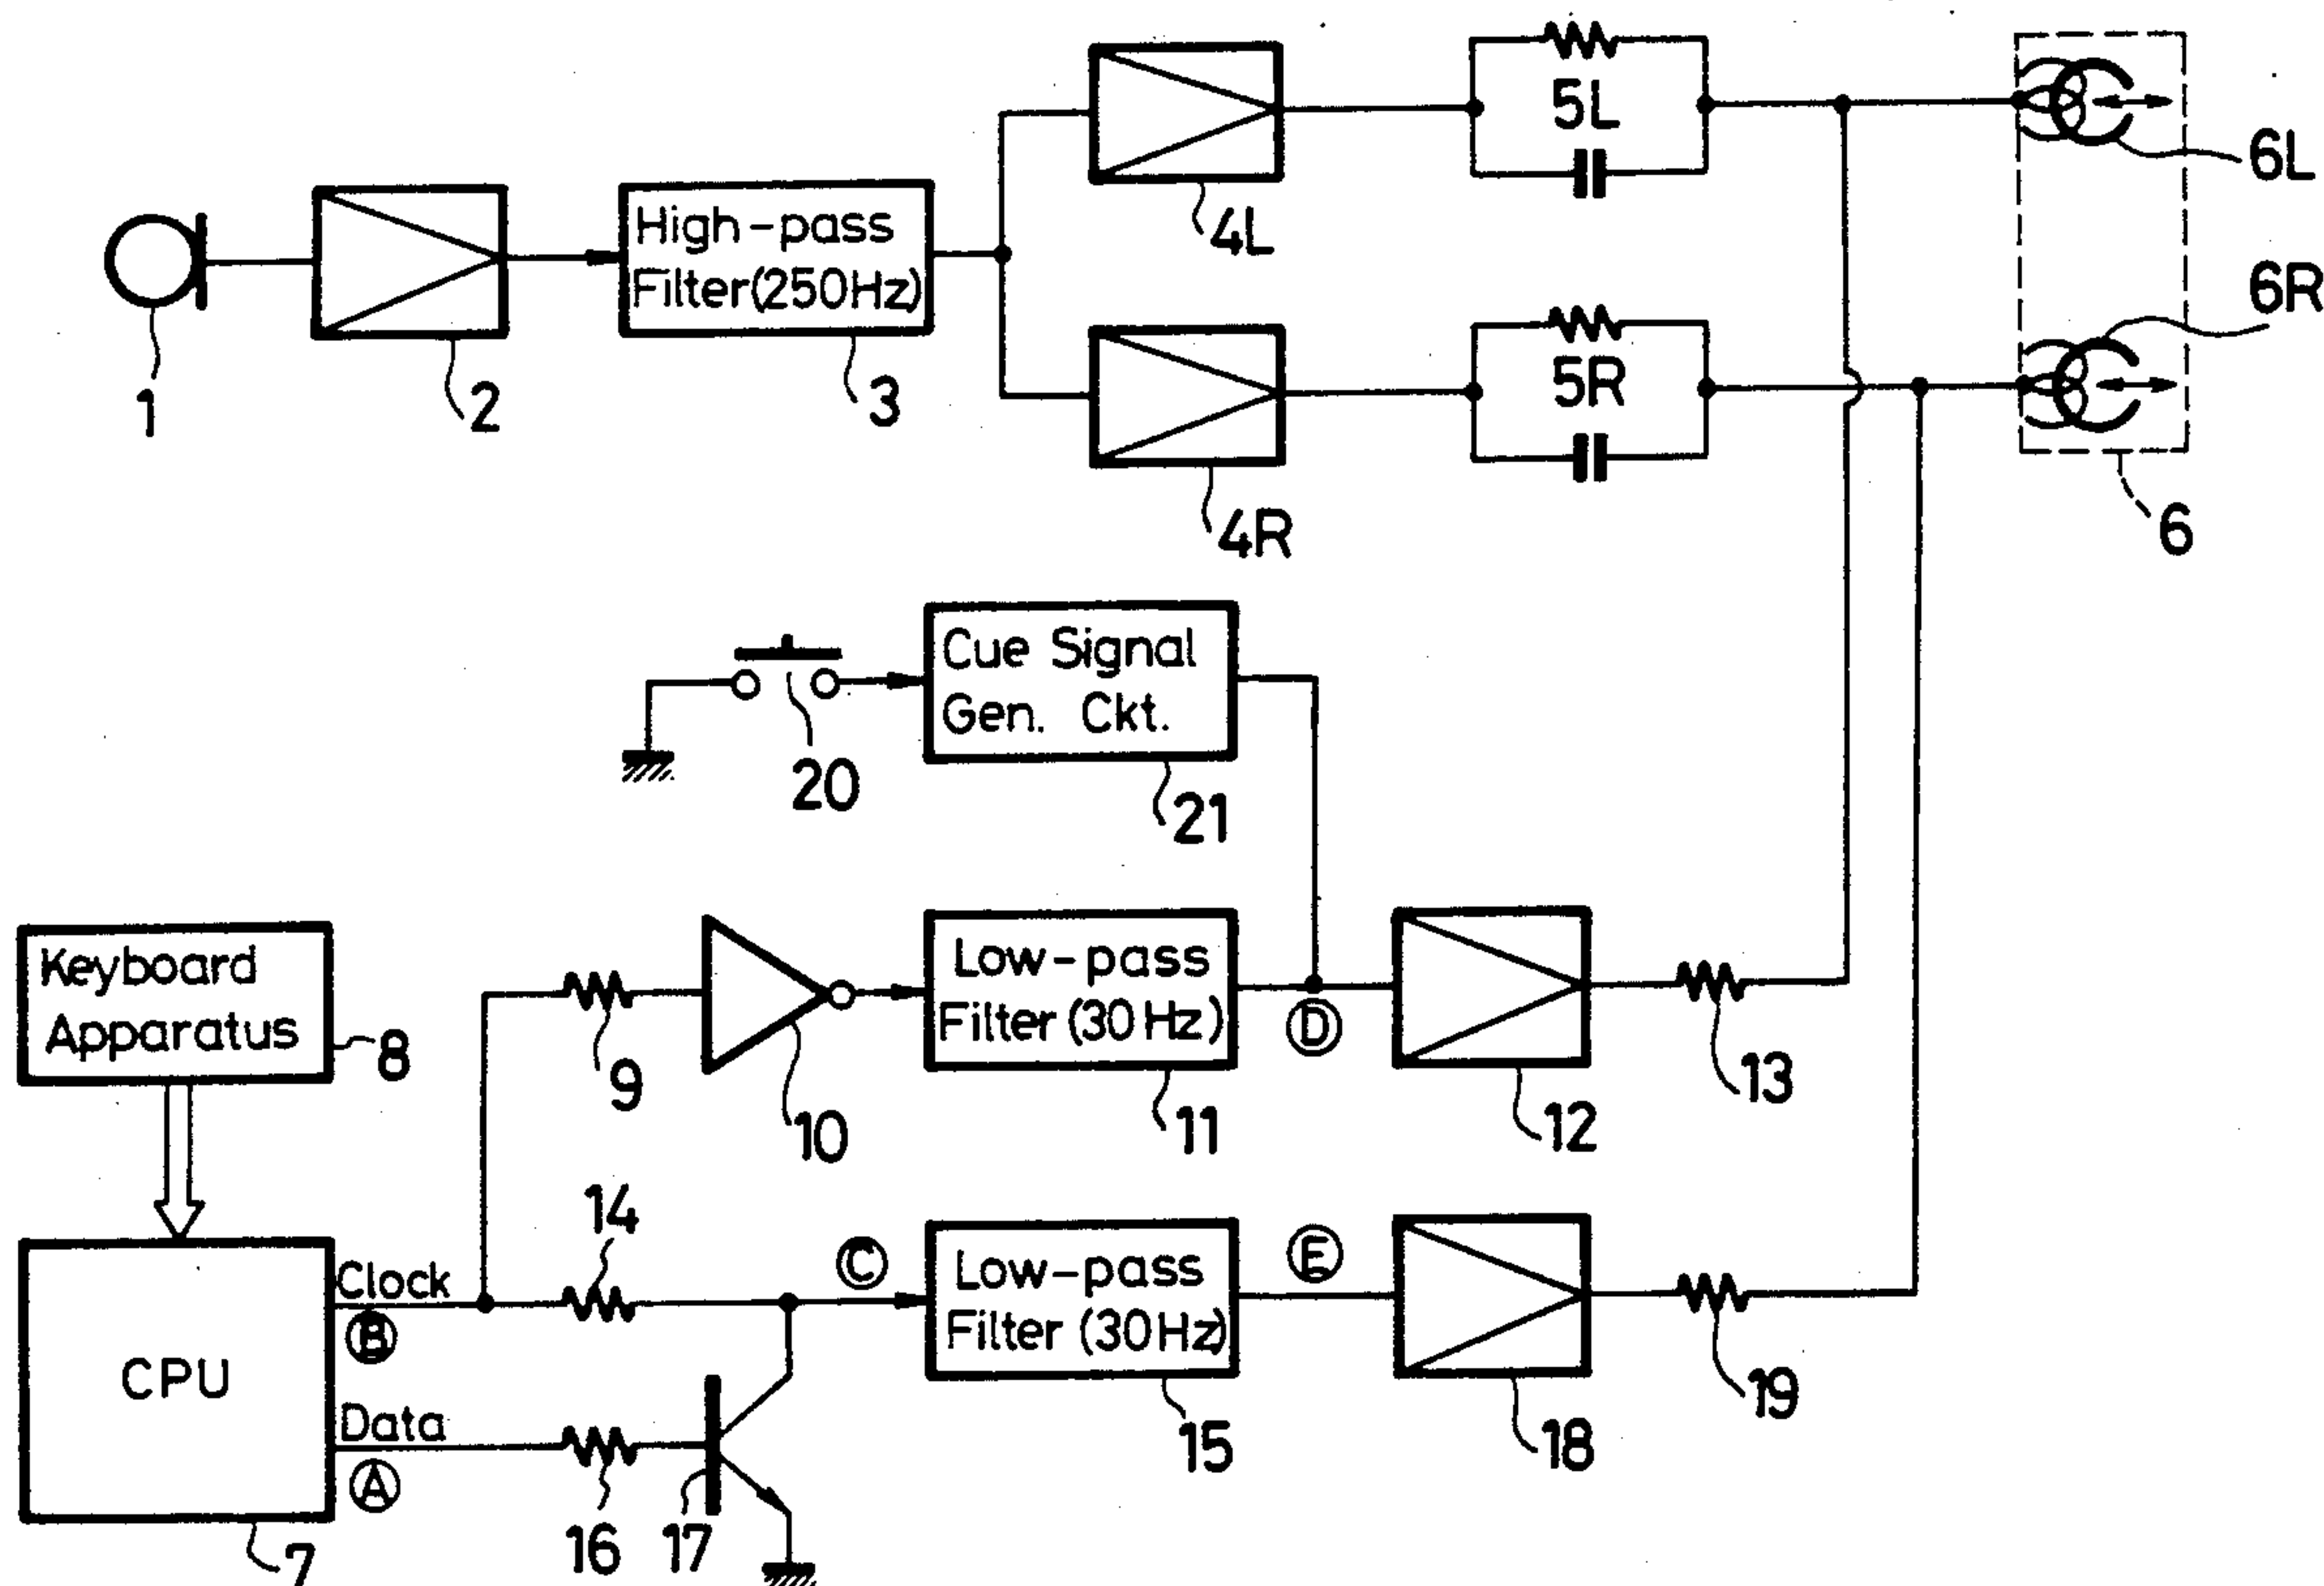 5L
6L
High-pass
Filter(250Hz)
4L
6R
1
2
3
5R
4R
6
Cue Signal
Gen. Ckt.
20
21
Keyboard
Apparatus
8
9
10
Low-pass
Filter (30Hz)
11
D
12
13
14
Clock
B
C
Low-pass
Filter (30Hz)
15
E
18
19
CPU
Data
A
16
17
7